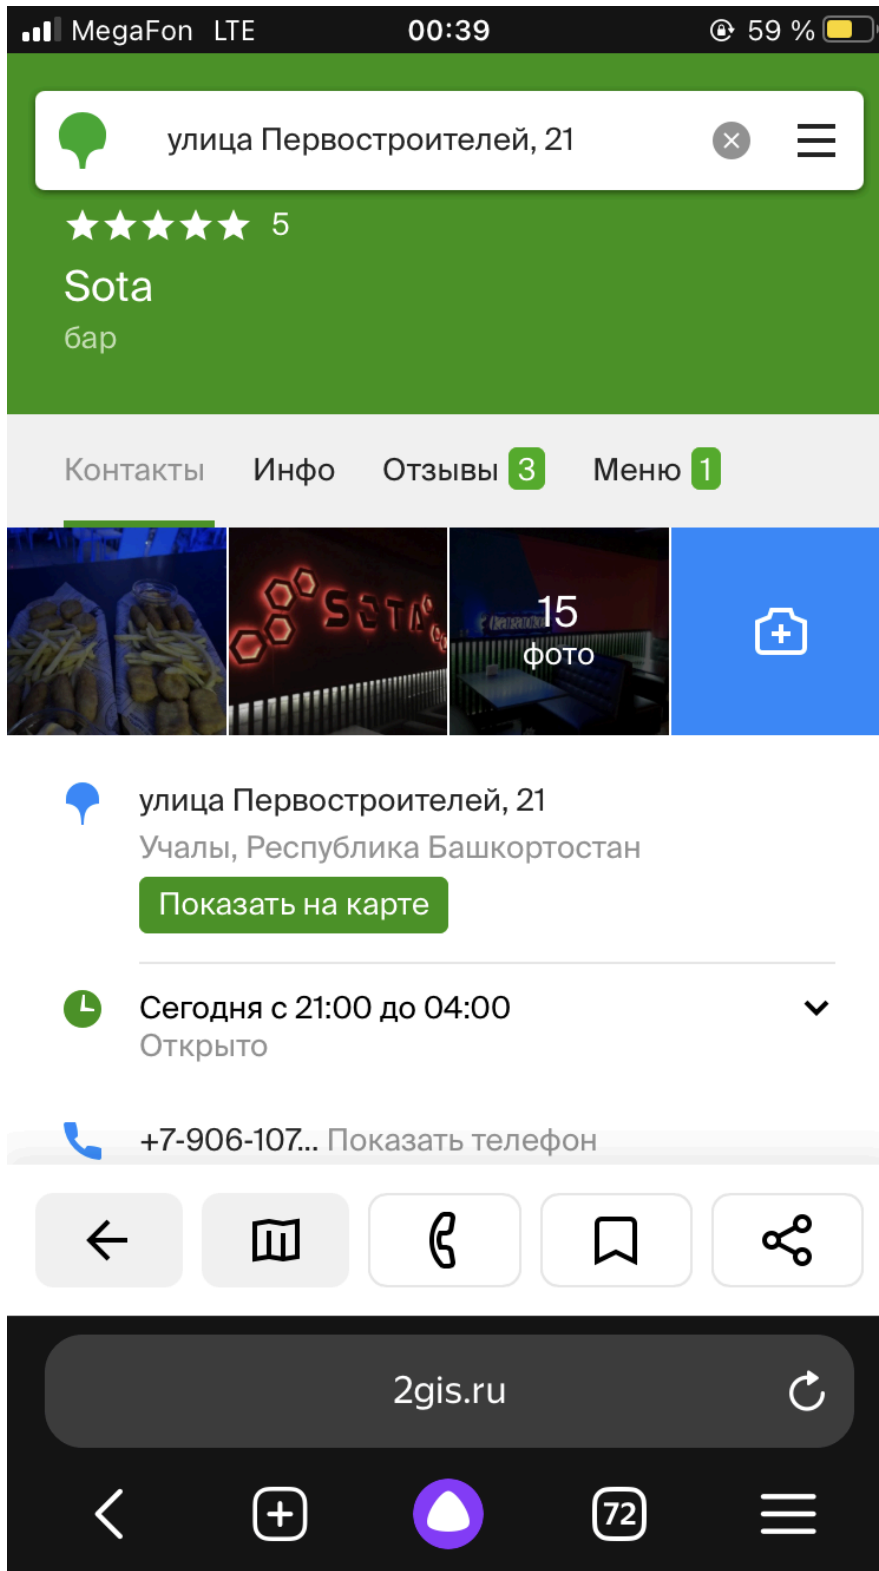 MegaFon LTE 00:39 59 %
улица Первостроителей, 21
5
Sota
бар
Контакты Инфо Отзывы 3 Меню 1
SOTA
Караоке
15
фото
улица Первостроителей, 21
Учалы, Республика Башкортостан
Показать на карте
Сегодня с 21:00 до 04:00
Открыто
+7-906-107... Показать телефон
2gis.ru
72